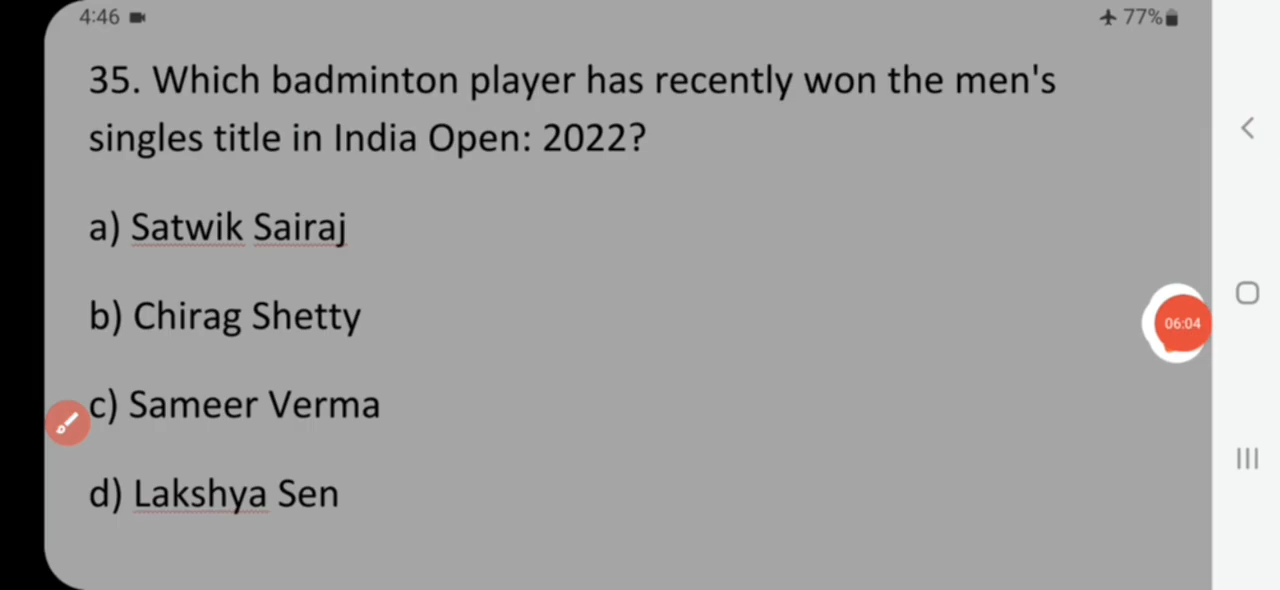 4:46 77%
35. Which badminton player has recently won the men's
singles title in India Open: 2022?
a) Satwik Sairaj
b) Chirag Shetty
06:04
c) Sameer Verma
d) Lakshya Sen